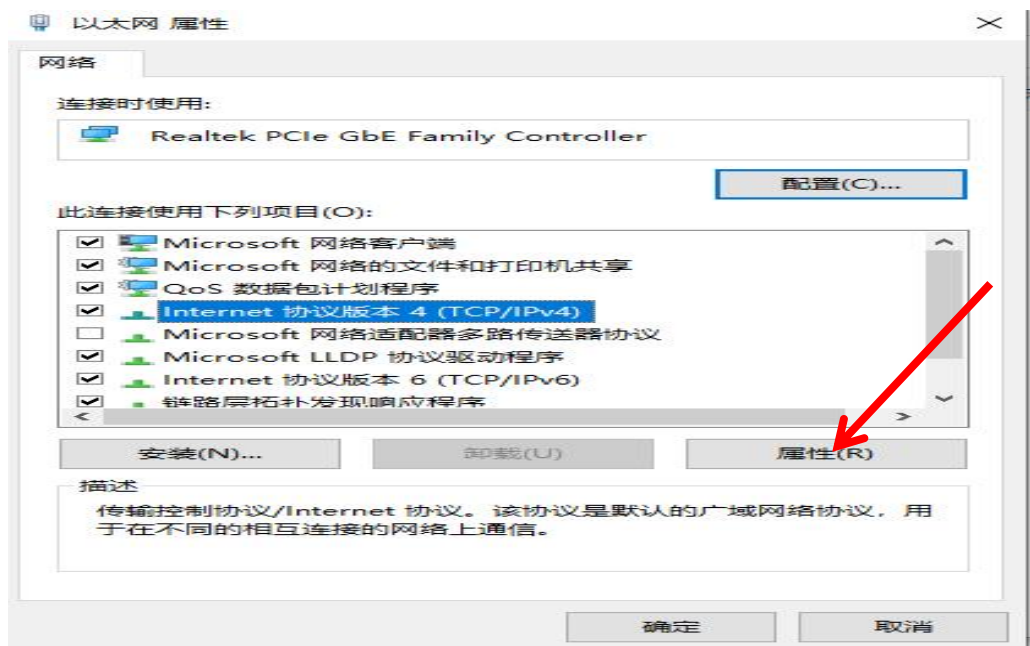 以太网 属性
网络
连接时使用:
Realtek PCIe GbE Family Controller
配置(C)...
此连接使用下列项目(O):
Microsoft 网络客户端
Microsoft 网络的文件和打印机共享
QoS 数据包计划程序
Internet 协议版本 4 (TCP/IPv4)
Microsoft 网络适配器多路传送器协议
Microsoft LLDP 协议驱动程序
Internet 协议版本 6 (TCP/IPv6)
链路层拓扑发现响应程序
安装(N)... 卸载(U) 属性(R)
描述
传输控制协议/Internet 协议。该协议是默认的广域网络协议，用
于在不同的相互连接的网络上通信。
确定 取消